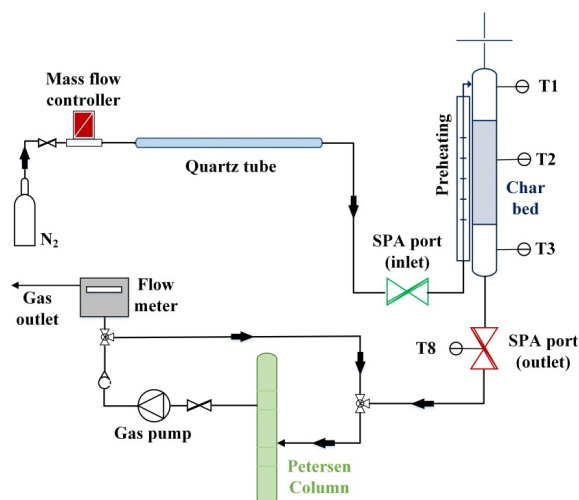 Mass flow
controller
T1
Preheating
Quartz tube
T2
Char
bed
N₂
SPA port
(inlet)
T3
Flow
meter
Gas
outlet
T8
SPA port
(outlet)
Gas pump
Petersen
Column